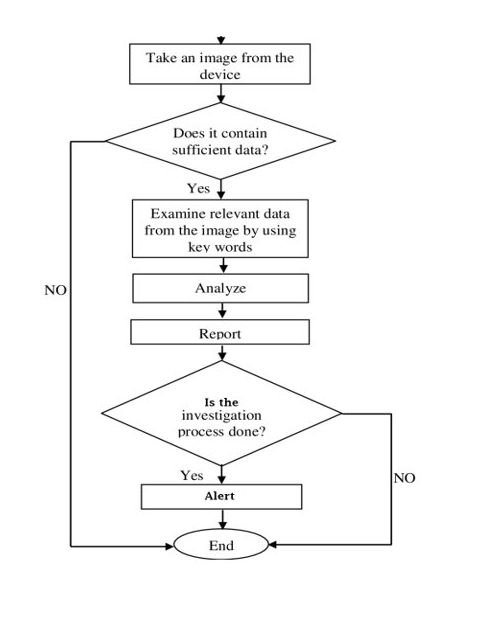 Take an image from the
device
Does it contain
sufficient data?
Yes
Examine relevant data
from the image by using
key words
NO
Analyze
Report
Is the
investigation
process done?
Yes
NO
Alert
End